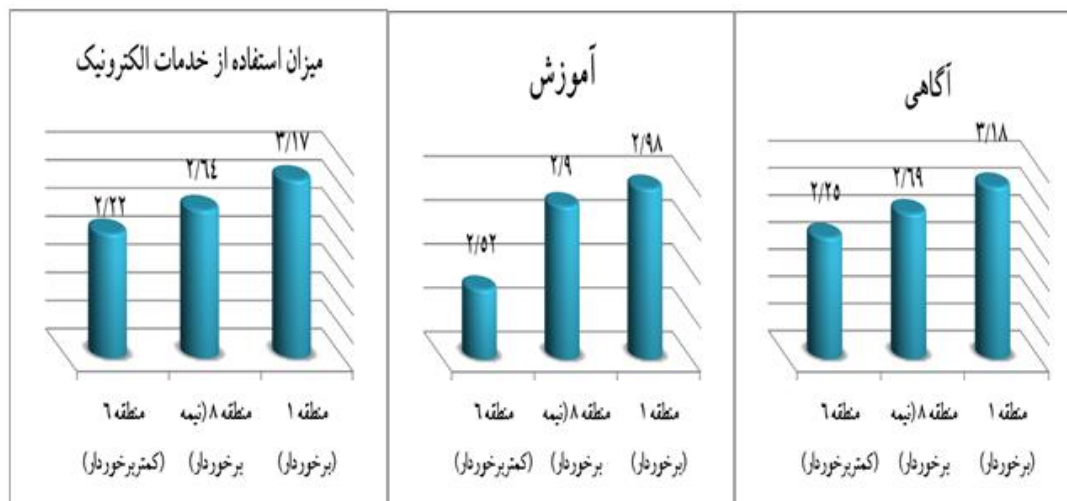 آگاهی
۳/۱۸
۲/۶۹
۲/۲۵
منطقه ۱
(برخوردار)
منطقه ۸ (نیمه
برخوردار)
منطقه ۶
(کمتربرخوردار)
آموزش
۲/۹۸
۲/۹
۲/۵۲
منطقه ۱
(برخوردار)
منطقه ۸ (نیمه
برخوردار)
منطقه ۶
(کمتربرخوردار)
میزان استفاده از خدمات الکترونیک
۳/۱۷
۲/۶٤
۲/۲۲
منطقه ۱
(برخوردار)
منطقه ۸ (نیمه
برخوردار)
منطقه ۶
(کمتربرخوردار)